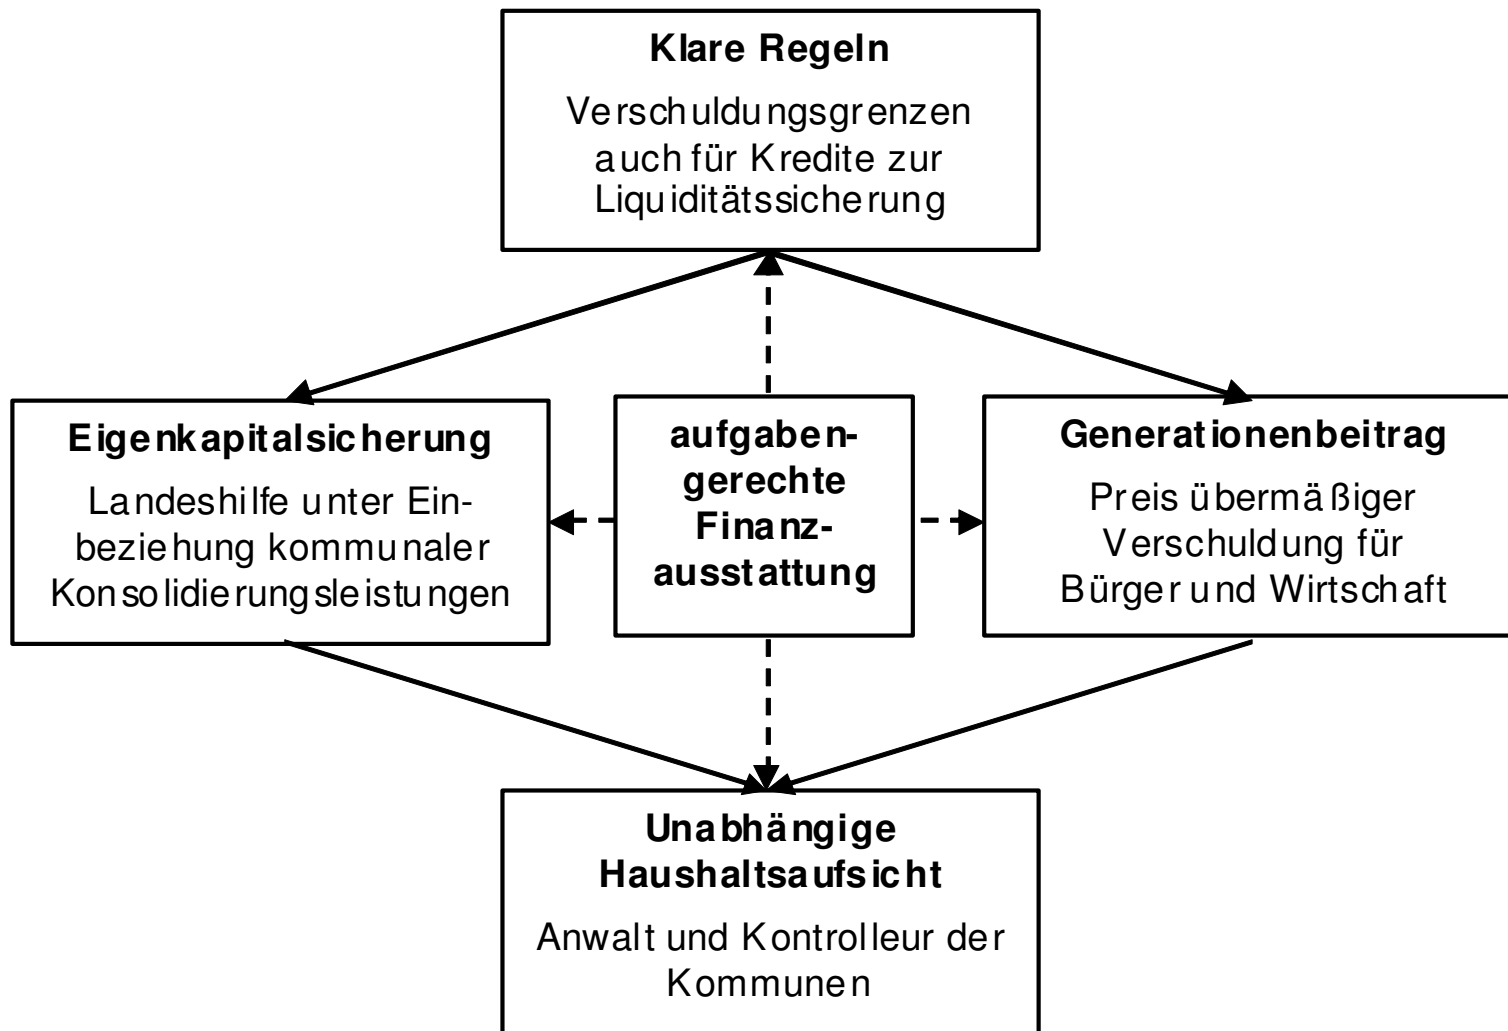 Klare Regeln
Verschuldungsgrenzen
auch für Kredite zur
Liquiditätssicherung
Eigenkapitalsicherung
Landeshilfe unter Ein-
beziehung kommunaler
Konsolidierungsleistungen
aufgaben-
gerechte
Finanz-
ausstattung
Generationenbeitrag
Preis übermäßiger
Verschuldung für
Bürger und Wirtschaft
Unabhängige
Haushaltsaufsicht
Anwalt und Kontrolleur der
Kommunen